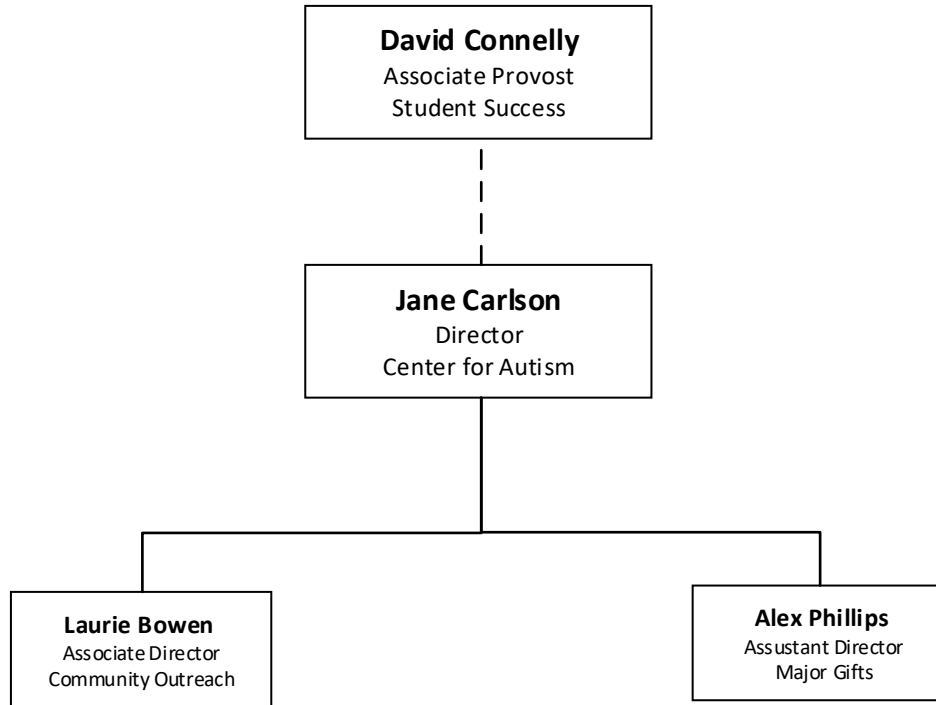 David Connelly
Associate Provost
Student Success
Jane Carlson
Director
Center for Autism
Laurie Bowen
Associate Director
Community Outreach
Alex Phillips
Assustant Director
Major Gifts